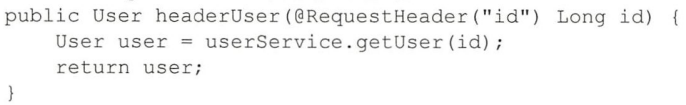 public User headerUser(@RequestHeader("id") Long id) {
    User user = userService.getUser(id);
    return user;
}